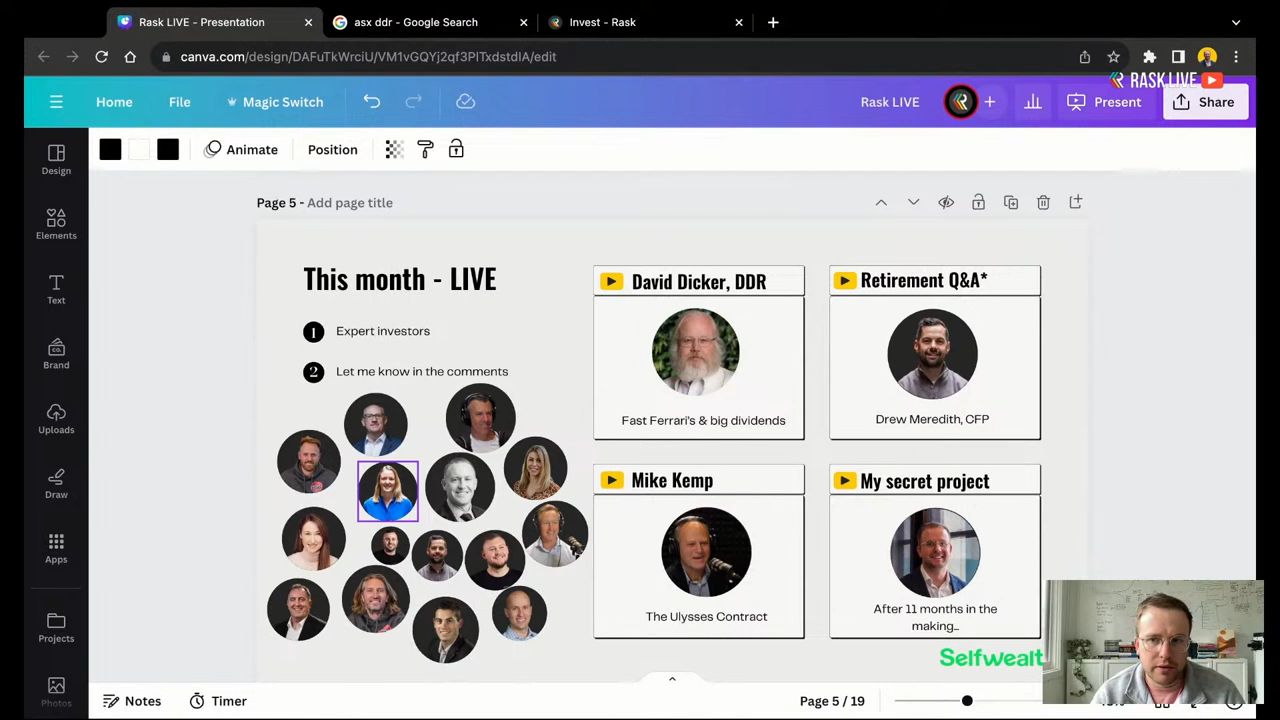 Rask LIVE - Presentation
asx ddr - Google Search
Invest - Rask
canva.com/design/DAFuTkWrciU/VM1vGQYj2qf3PlTxdstdIA/edit
RASK LIVE
Home
File
Magic Switch
Rask LIVE
Present
Share
Animate
Position
Design
Elements
Text
Brand
Uploads
Draw
Apps
Projects
Photos
Page 5 - Add page title
This month - LIVE
1 Expert investors
2 Let me know in the comments
David Dicker, DDR
Fast Ferrari's & big dividends
Retirement Q&A*
Drew Meredith, CFP
Mike Kemp
The Ulysses Contract
My secret project
After 11 months in the
making...
Selfwealt
Notes
Timer
Page 5 / 19